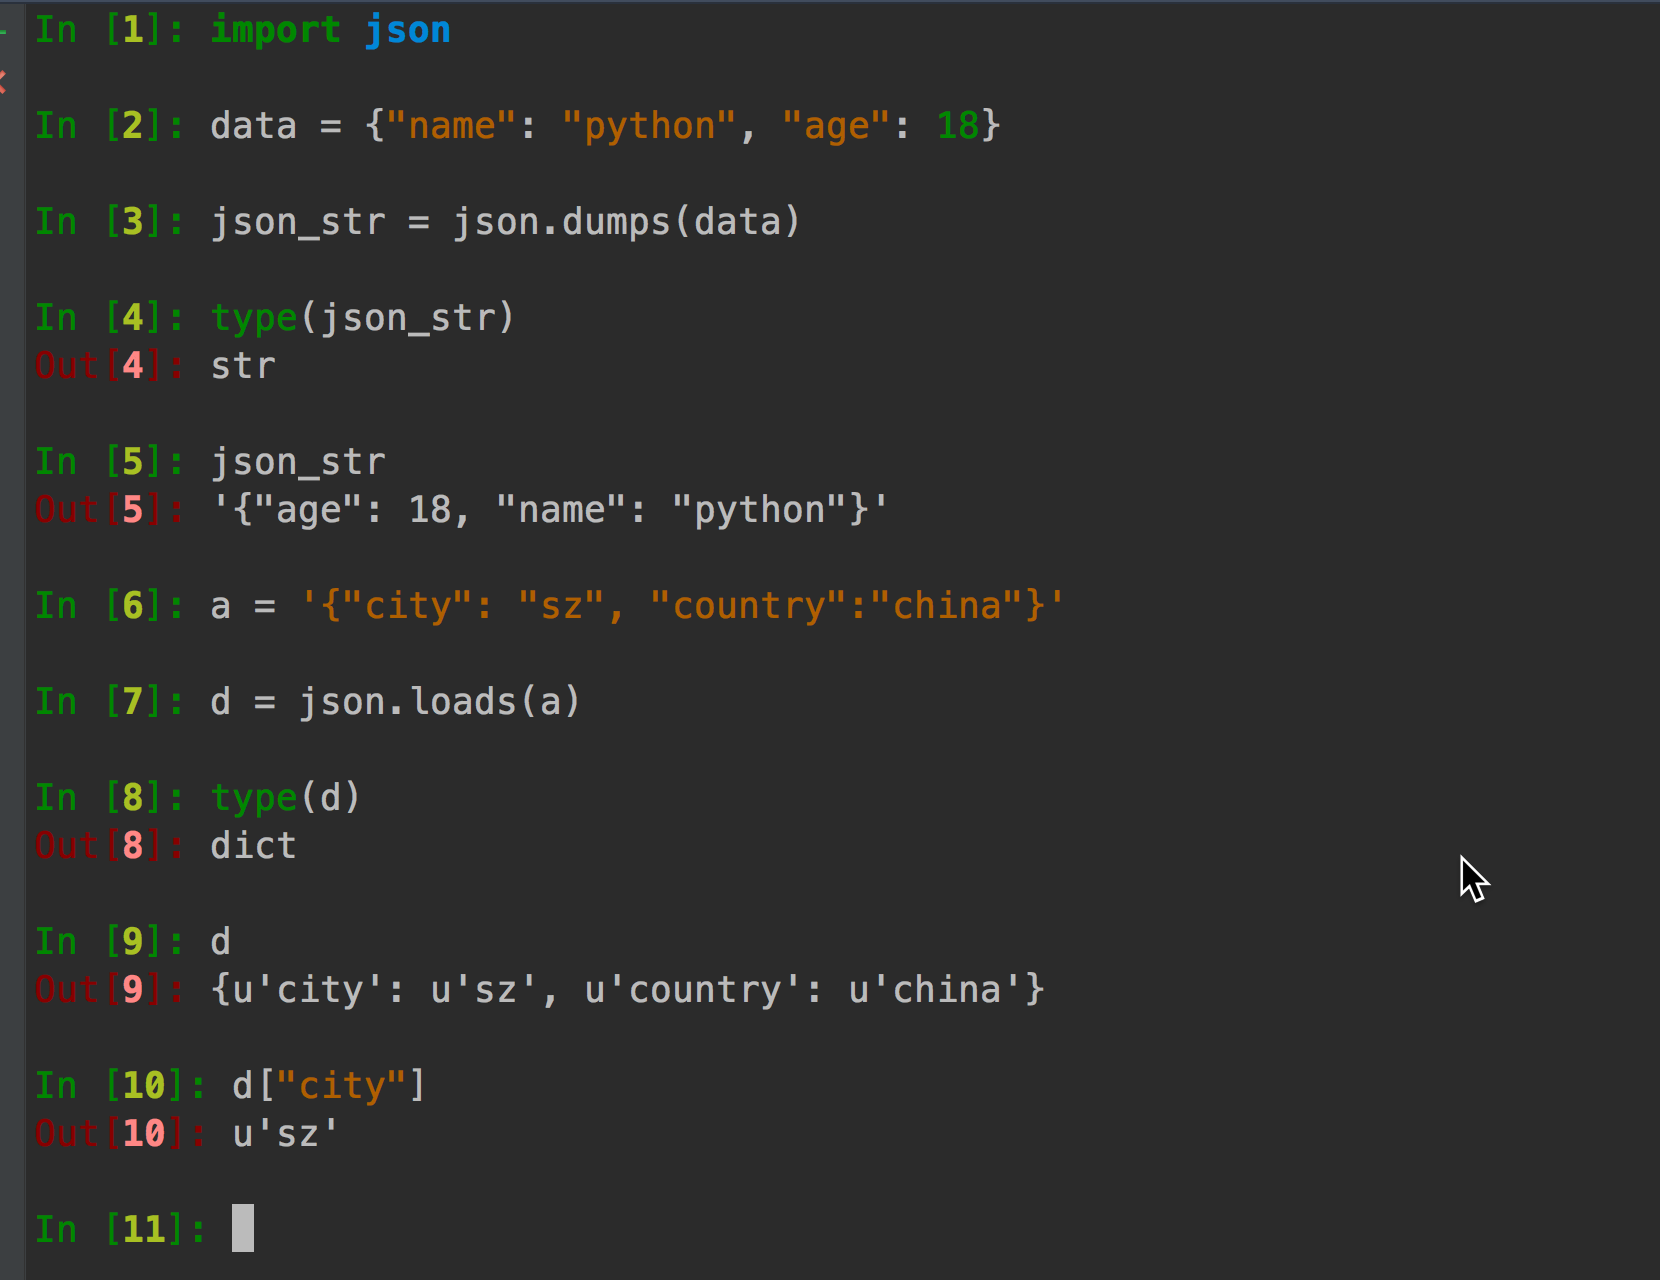 In [1]: import json
In [2]: data = {"name": "python", "age": 18}
In [3]: json_str = json.dumps(data)
In [4]: type(json_str)
Out[4]: str
In [5]: json_str
Out[5]: '{"age": 18, "name": "python"}'
In [6]: a = '{"city": "sz", "country":"china"}'
In [7]: d = json.loads(a)
In [8]: type(d)
Out[8]: dict
In [9]: d
Out[9]: {u'city': u'sz', u'country': u'china'}
In [10]: d["city"]
Out[10]: u'sz'
In [11]: